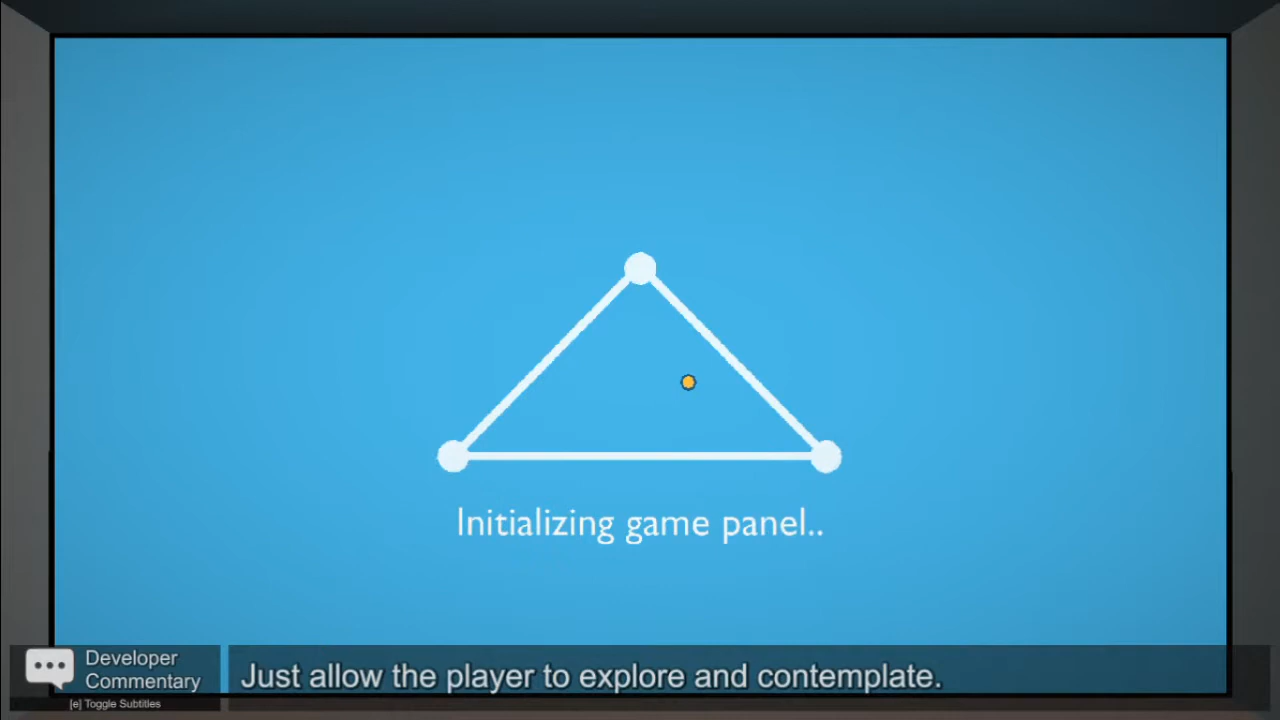 Initializing game panel..
Developer
Commentary
Just allow the player to explore and contemplate.
[e] Toggle Subtitles